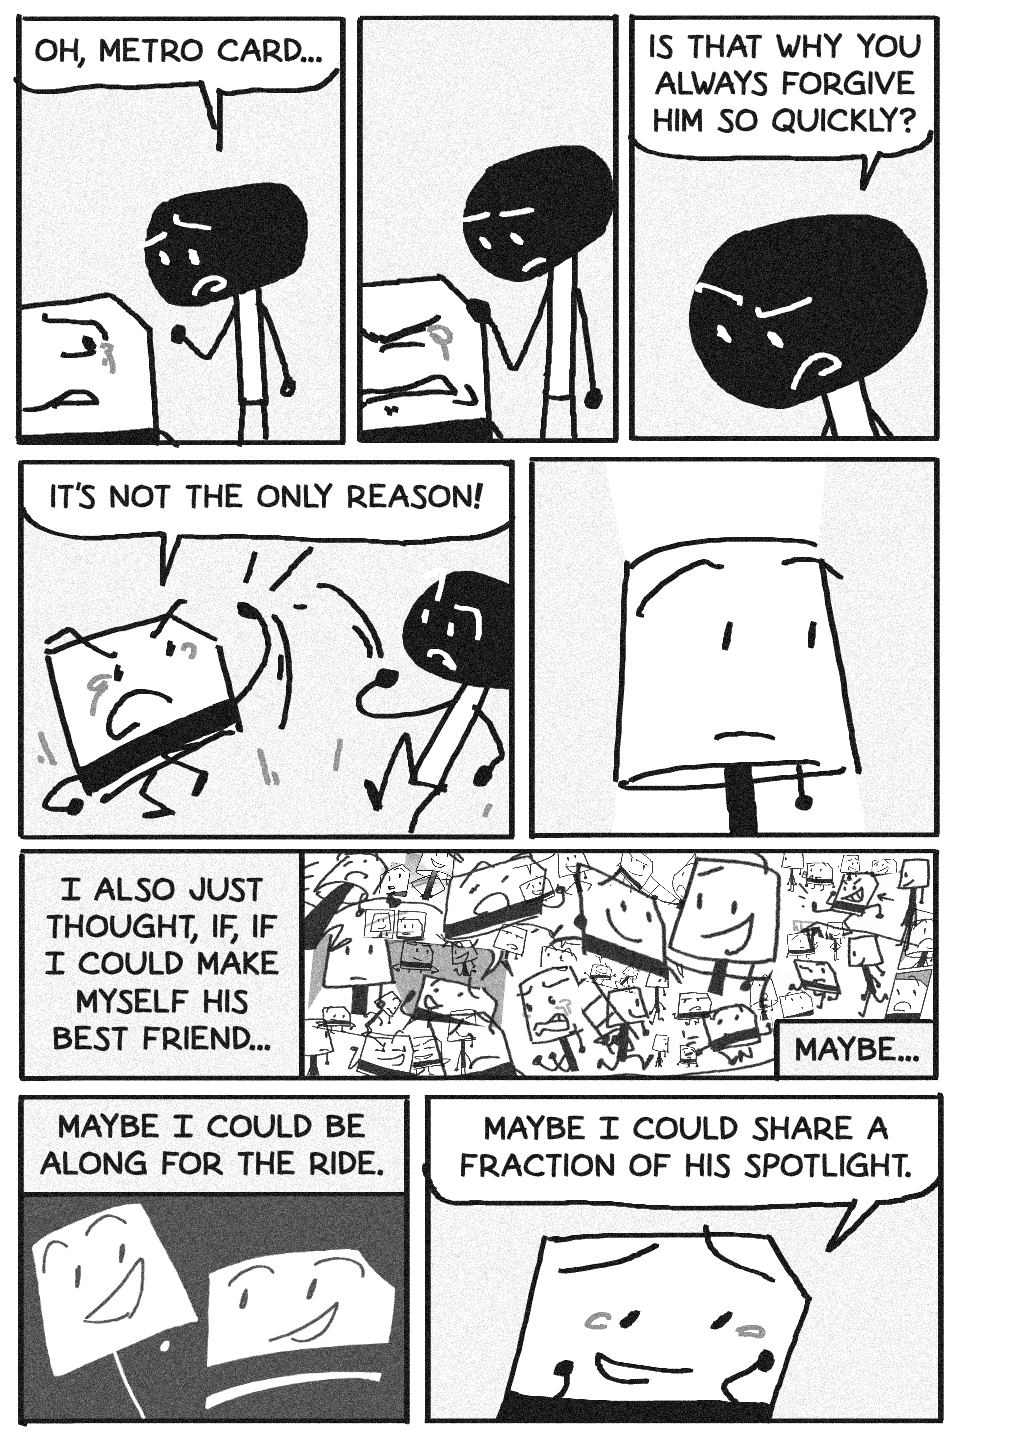 OH, METRO CARD...
IS THAT WHY YOU
ALWAYS FORGIVE
HIM SO QUICKLY?
IT'S NOT THE ONLY REASON!
I ALSO JUST
THOUGHT, IF, IF
I COULD MAKE
MYSELF HIS
BEST FRIEND...
MAYBE...
MAYBE I COULD BE
ALONG FOR THE RIDE.
MAYBE I COULD SHARE A
FRACTION OF HIS SPOTLIGHT.